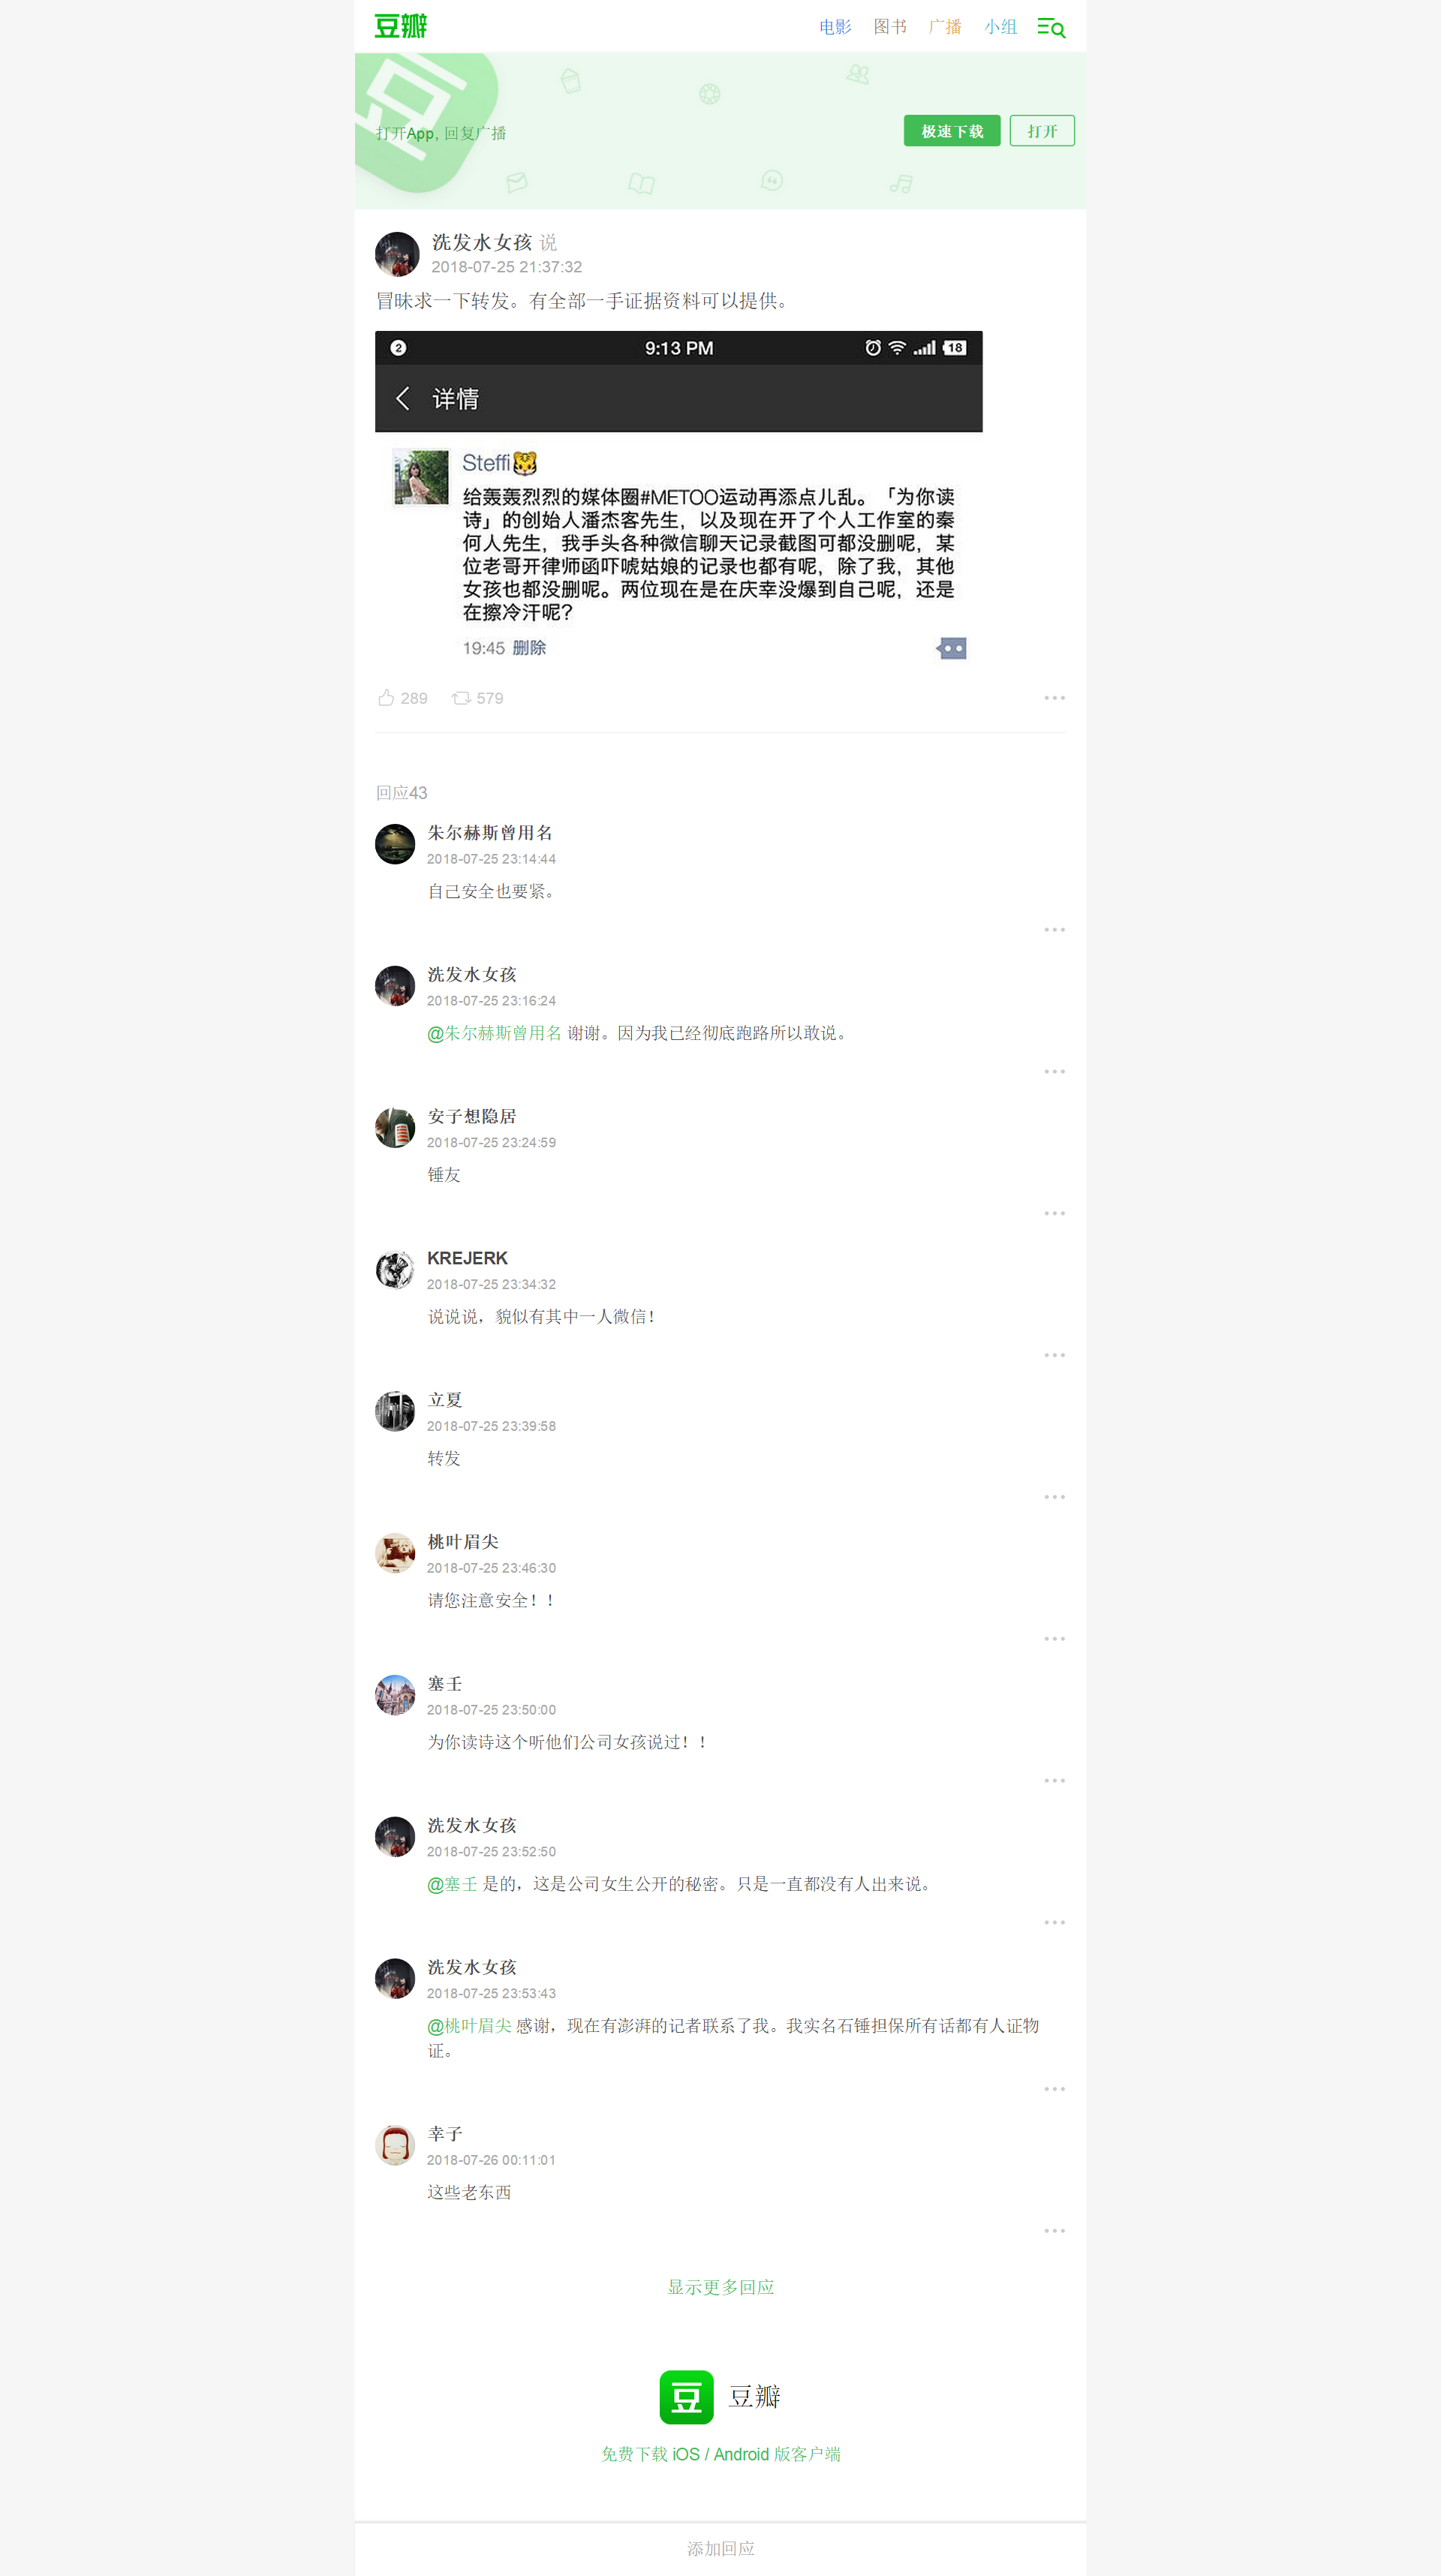 豆瓣
电影 图书 广播 小组
打开App, 回复广播
极速下载 打开
洗发水女孩 说
2018-07-25 21:37:32
冒昧求一下转发。有全部一手证据资料可以提供。
2 9:13 PM 18
详情
Steffi🐯
给轰轰烈烈的媒体圈#METOO运动再添点儿乱。「为你读
诗」的创始人潘杰客先生，以及现在开了个人工作室的秦
何人先生，我手头各种微信聊天记录截图可都没删呢，某
位老哥开律师函吓唬姑娘的记录也都有呢，除了我，其他
女孩也都没删呢。两位现在是在庆幸没爆到自己呢，还是
在擦冷汗呢？
19:45 删除
289 579
回应43
朱尔赫斯曾用名
2018-07-25 23:14:44
自己安全也要紧。
洗发水女孩
2018-07-25 23:16:24
@朱尔赫斯曾用名 谢谢。因为我已经彻底跑路所以敢说。
安子想隐居
2018-07-25 23:24:59
锤友
KREJERK
2018-07-25 23:34:32
说说说，貌似有其中一人微信！
立夏
2018-07-25 23:39:58
转发
桃叶眉尖
2018-07-25 23:46:30
请您注意安全！！
塞壬
2018-07-25 23:50:00
为你读诗这个听他们公司女孩说过！！
洗发水女孩
2018-07-25 23:52:50
@塞壬 是的，这是公司女生公开的秘密。只是一直都没有人出来说。
洗发水女孩
2018-07-25 23:53:43
@桃叶眉尖 感谢，现在有澎湃的记者联系了我。我实名石锤担保所有话都有人证物
证。
幸子
2018-07-26 00:11:01
这些老东西
显示更多回应
豆 豆瓣
免费下载 iOS / Android 版客户端
添加回应